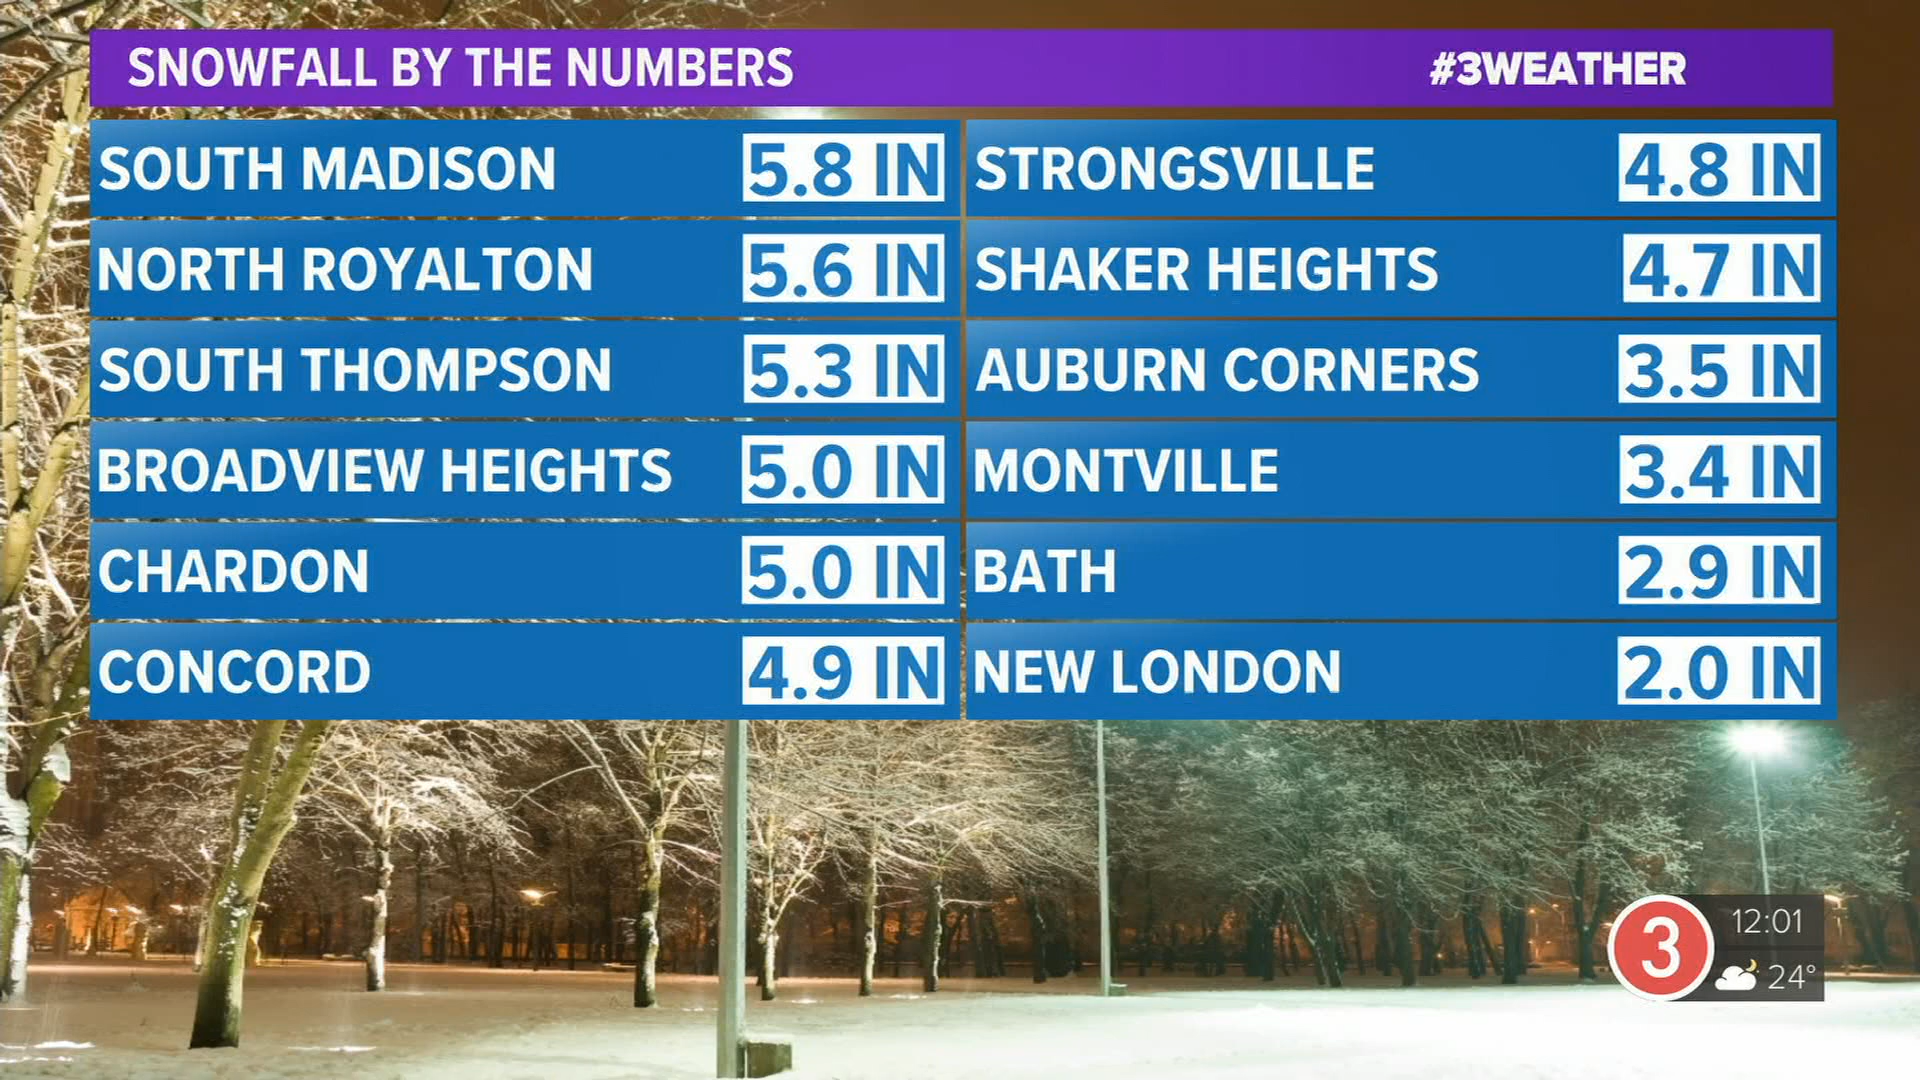 SNOWFALL BY THE NUMBERS #3WEATHER
SOUTH MADISON 5.8 IN
NORTH ROYALTON 5.6 IN
SOUTH THOMPSON 5.3 IN
BROADVIEW HEIGHTS 5.0 IN
CHARDON 5.0 IN
CONCORD 4.9 IN
STRONGSVILLE 4.8 IN
SHAKER HEIGHTS 4.7 IN
AUBURN CORNERS 3.5 IN
MONTVILLE 3.4 IN
BATH 2.9 IN
NEW LONDON 2.0 IN
3 12:01
24°